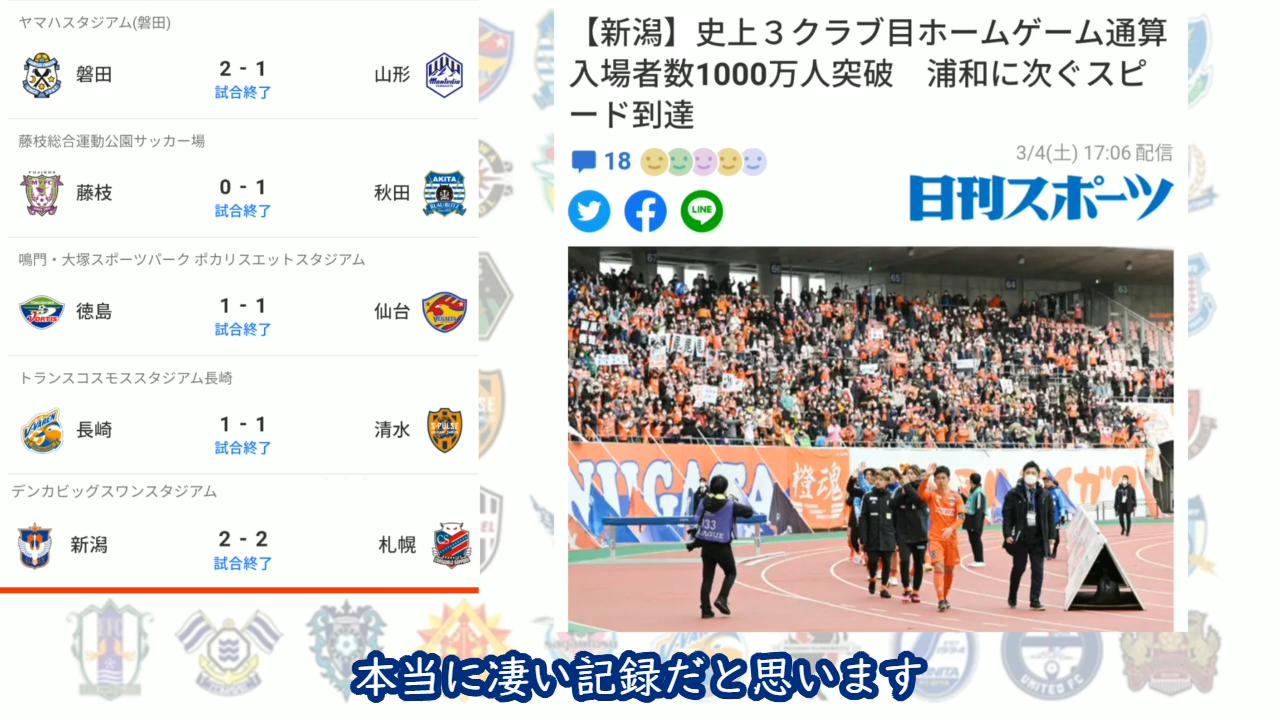 ヤマハスタジアム(磐田)
磐田 2 - 1 山形
試合終了
藤枝総合運動公園サッカー場
藤枝 0 - 1 秋田
試合終了
鳴門・大塚スポーツパーク ポカリスエットスタジアム
徳島 1 - 1 仙台
試合終了
トランスコスモススタジアム長崎
長崎 1 - 1 清水
試合終了
デンカビッグスワンスタジアム
新潟 2 - 2 札幌
試合終了
【新潟】史上３クラブ目ホームゲーム通算
入場者数1000万人突破　浦和に次ぐスピ
ード到達
18
3/4(土) 17:06 配信
LINE
日刊スポーツ
NIIGATA
橙魂
本当に凄い記録だと思います